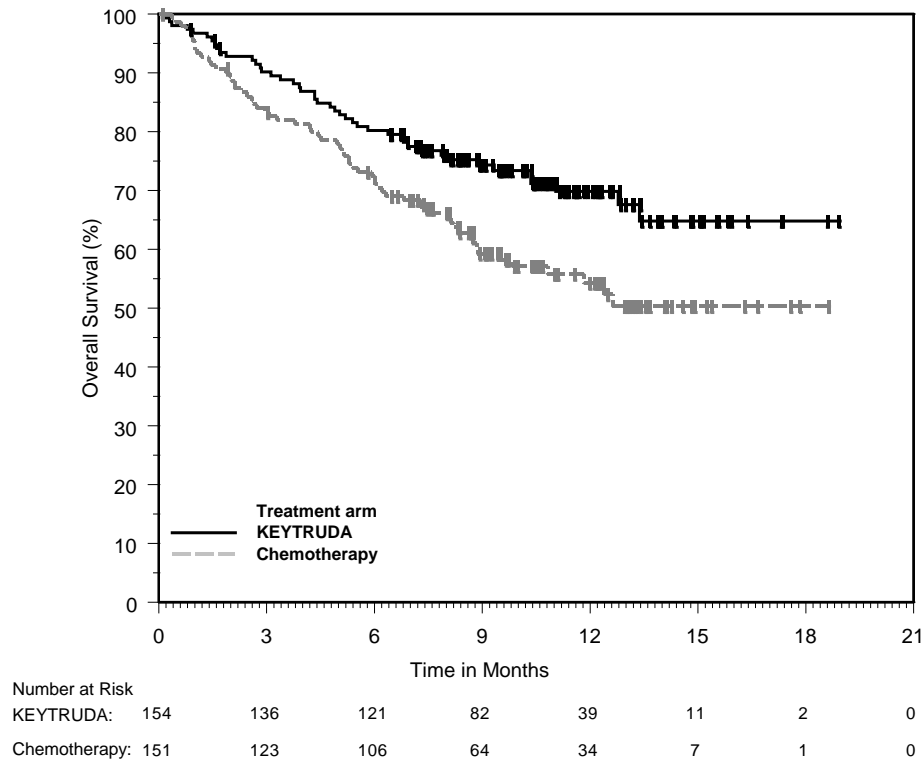 100
90
80
70
60
50
40
30
20
10
0
Overall Survival (%)
Treatment arm
KEYTRUDA
Chemotherapy
0 3 6 9 12 15 18 21
Time in Months
Number at Risk
KEYTRUDA: 154 136 121 82 39 11 2 0
Chemotherapy: 151 123 106 64 34 7 1 0